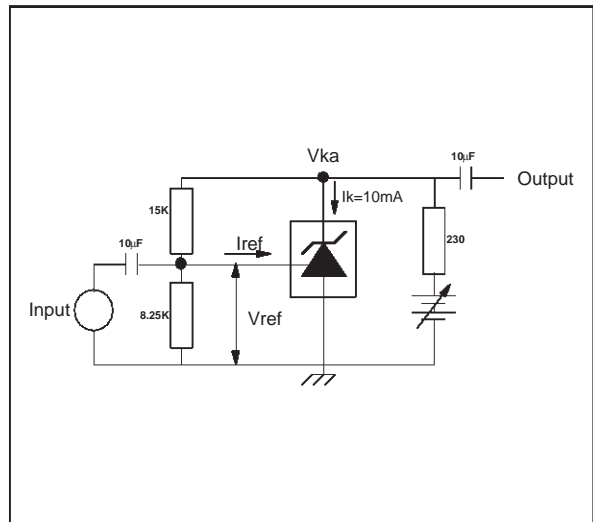 Vka
10µF
Output
Ik=10mA
15K
230
10µF
Iref
Input
8.25K
Vref